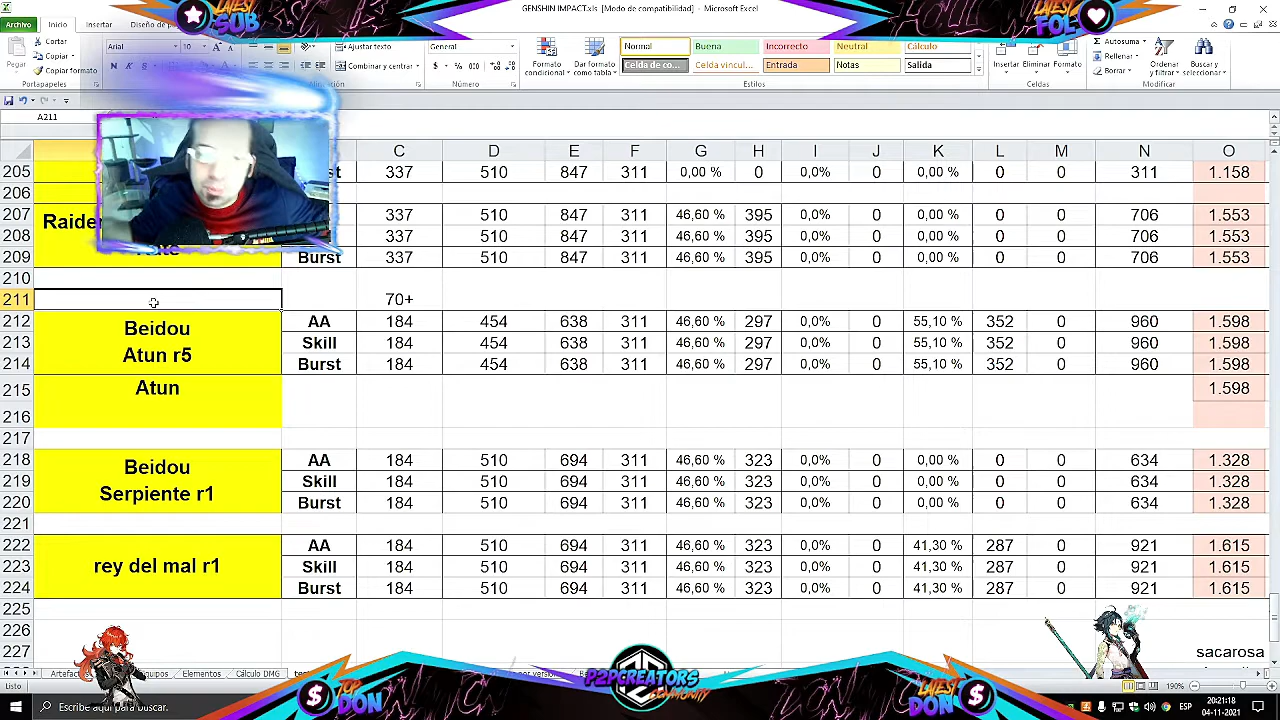 GENSHIN IMPACT.xls [Modo de compatibilidad] - Microsoft Excel
LATEST SUB
LATEST FOL
Archivo Inicio Insertar Diseño de
Cortar
Copiar
Copiar formato
Pegar
Portapapeles
Arial 10
Ajustar texto
Combinar y centrar
General
Número
Formato condicional
Dar formato como tabla
Normal Buena Incorrecto Neutral Cálculo
Celda de co... Celda vincul... Entrada Notas Salida
Estilos
Insertar Eliminar Formato
Celdas
Autosuma
Rellenar
Borrar
Ordenar y filtrar
Buscar y seleccionar
Modificar
A211
C D E F G H I J K L M N O
205 337 510 847 311 0,00 % 0 0,0% 0 0,00 % 0 0 311 1.158
206
207 337 510 847 311 46,60 % 395 0,0% 0 0,00 % 0 0 706 1.553
208 337 510 847 311 46,60 % 395 0,0% 0 0,00 % 0 0 706 1.553
209 Burst 337 510 847 311 46,60 % 395 0,0% 0 0,00 % 0 0 706 1.553
210
211 70+
212 Beidou AA 184 454 638 311 46,60 % 297 0,0% 0 55,10 % 352 0 960 1.598
213 Atun r5 Skill 184 454 638 311 46,60 % 297 0,0% 0 55,10 % 352 0 960 1.598
214 Burst 184 454 638 311 46,60 % 297 0,0% 0 55,10 % 352 0 960 1.598
215 Atun 1.598
216
217
218 Beidou AA 184 510 694 311 46,60 % 323 0,0% 0 0,00 % 0 0 634 1.328
219 Serpiente r1 Skill 184 510 694 311 46,60 % 323 0,0% 0 0,00 % 0 0 634 1.328
220 Burst 184 510 694 311 46,60 % 323 0,0% 0 0,00 % 0 0 634 1.328
221
222 AA 184 510 694 311 46,60 % 323 0,0% 0 41,30 % 287 0 921 1.615
223 rey del mal r1 Skill 184 510 694 311 46,60 % 323 0,0% 0 41,30 % 287 0 921 1.615
224 Burst 184 510 694 311 46,60 % 323 0,0% 0 41,30 % 287 0 921 1.615
225
226
227 sacarosa
Elementos Cálculo DMG
Listo
190%
TOP DON
P2PCREATORS
COMMUNITY
LATEST DON
Escribe aquí para buscar.
ESP
20:21:18
04-11-2021